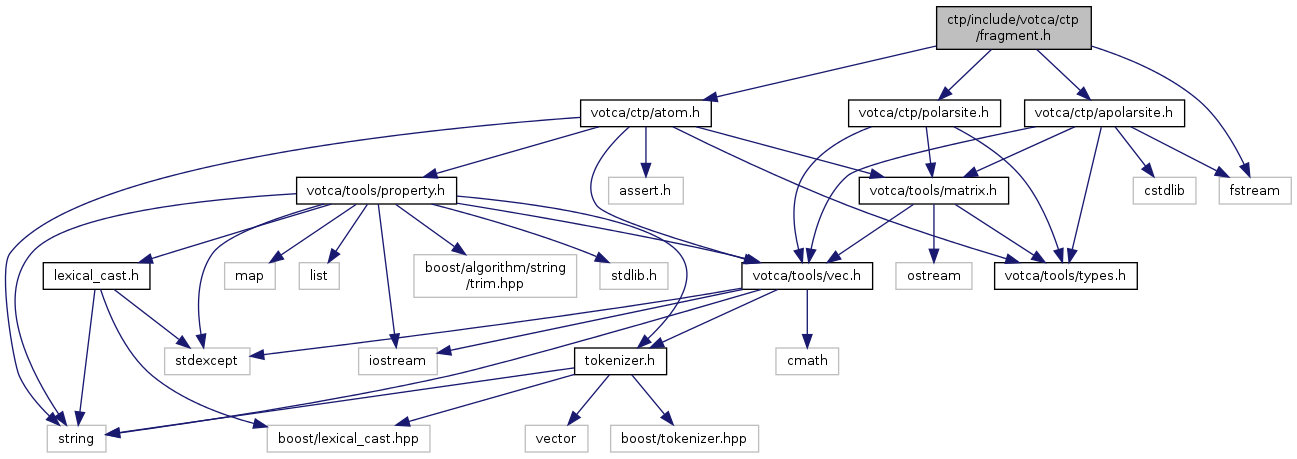 ctp/include/votca/ctp
/fragment.h
votca/ctp/atom.h
votca/ctp/polarsite.h
votca/ctp/apolarsite.h
votca/tools/property.h
assert.h
votca/tools/matrix.h
cstdlib
fstream
lexical_cast.h
map
list
boost/algorithm/string
/trim.hpp
stdlib.h
votca/tools/vec.h
ostream
votca/tools/types.h
stdexcept
iostream
tokenizer.h
cmath
string
boost/lexical_cast.hpp
vector
boost/tokenizer.hpp